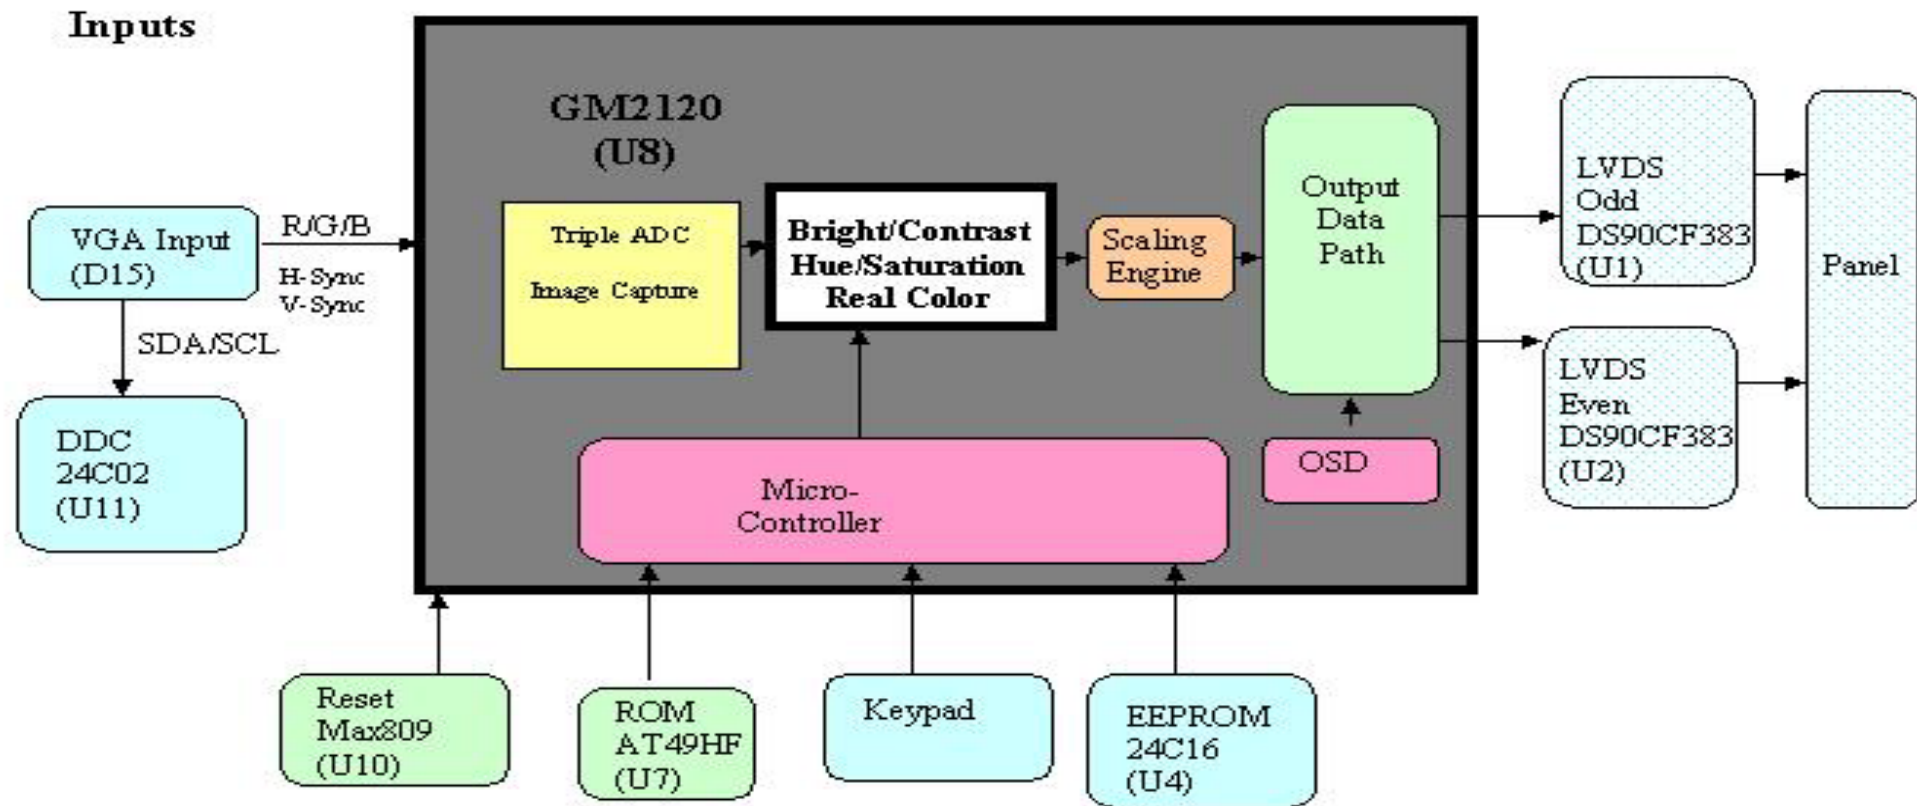 Inputs
GM2120
(U8)
VGA Input
(D15)
R/G/B
H-Sync
V-Sync
SDA/SCL
DDC
24C02
(U11)
Triple ADC
Image Capture
Bright/Contrast
Hue/Saturation
Real Color
Scaling
Engine
Output
Data
Path
LVDS
Odd
DS90CF383
(U1)
LVDS
Even
DS90CF383
(U2)
Panel
OSD
Micro-
Controller
Reset
Max809
(U10)
ROM
AT49HF
(U7)
Keypad
EEPROM
24C16
(U4)